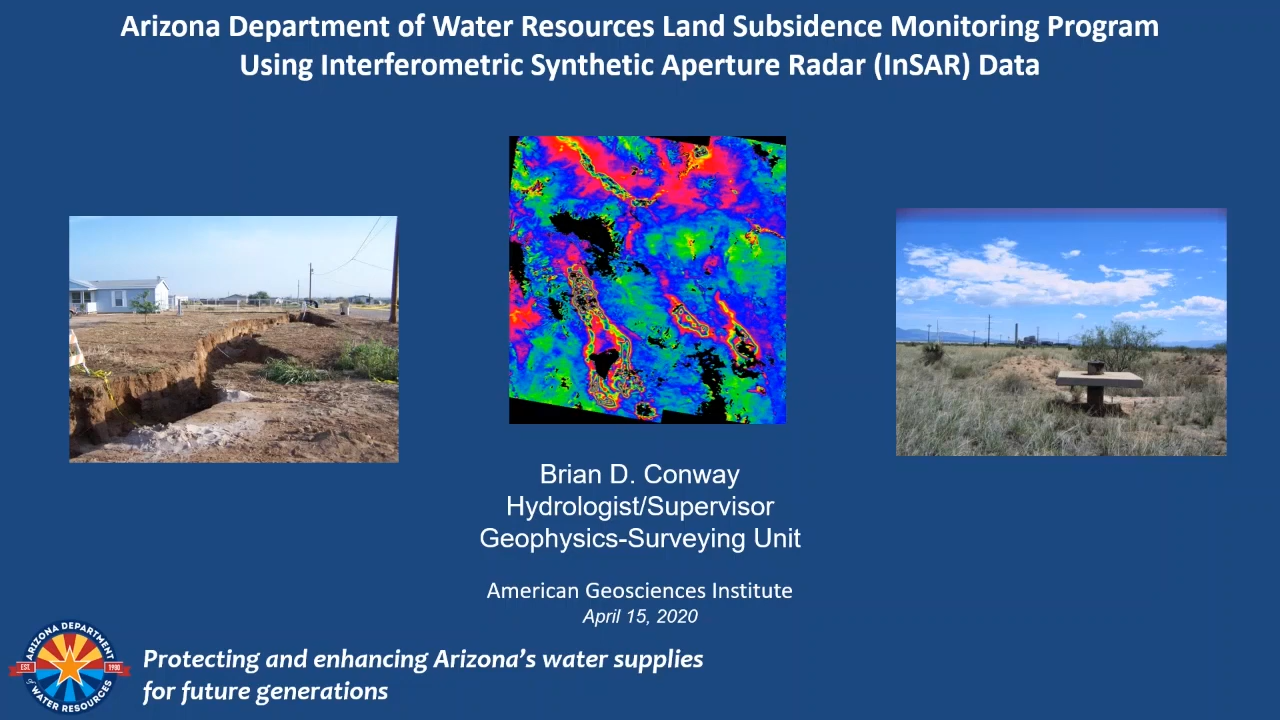 Arizona Department of Water Resources Land Subsidence Monitoring Program
Using Interferometric Synthetic Aperture Radar (InSAR) Data
Brian D. Conway
Hydrologist/Supervisor
Geophysics-Surveying Unit
American Geosciences Institute
April 15, 2020
ARIZONA DEPARTMENT
EST. 1980
of WATER RESOURCES
Protecting and enhancing Arizona's water supplies
for future generations